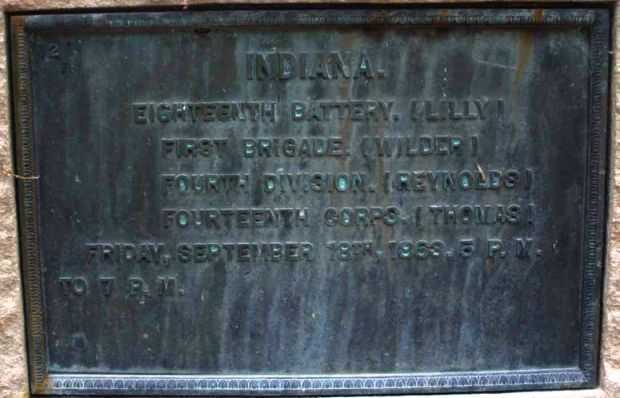 2
INDIANA.
EIGHTEENTH BATTERY. (LILLY)
FIRST BRIGADE. (WILDER)
FOURTH DIVISION. (REYNOLDS)
FOURTEENTH CORPS. (THOMAS)
FRIDAY, SEPTEMBER 18TH, 1863. 5 P. M.
TO 7 P. M.